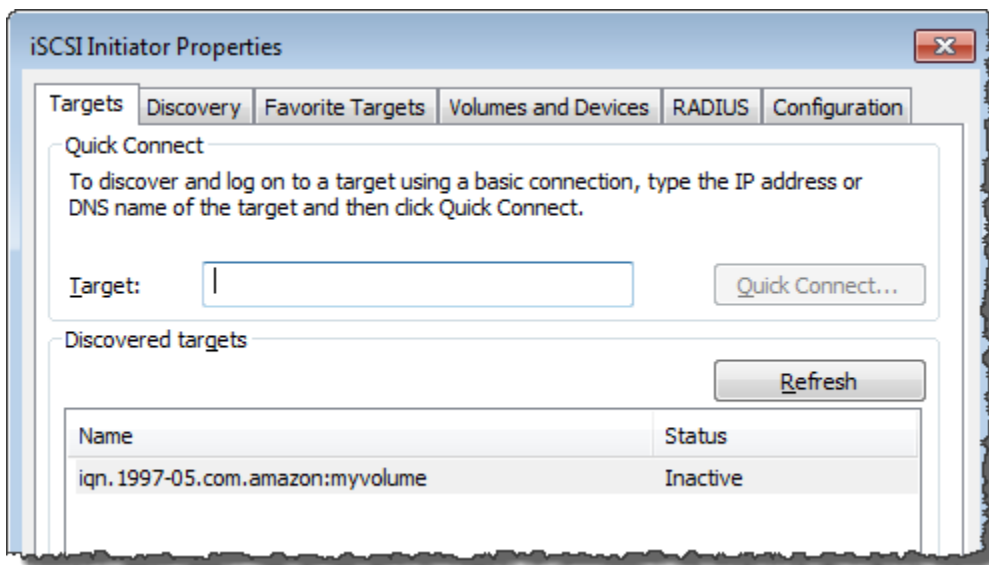 iSCSI Initiator Properties
Targets Discovery Favorite Targets Volumes and Devices RADIUS Configuration
Quick Connect
To discover and log on to a target using a basic connection, type the IP address or
DNS name of the target and then click Quick Connect.
Target: Quick Connect...
Discovered targets
Refresh
Name Status
iqn.1997-05.com.amazon:myvolume Inactive